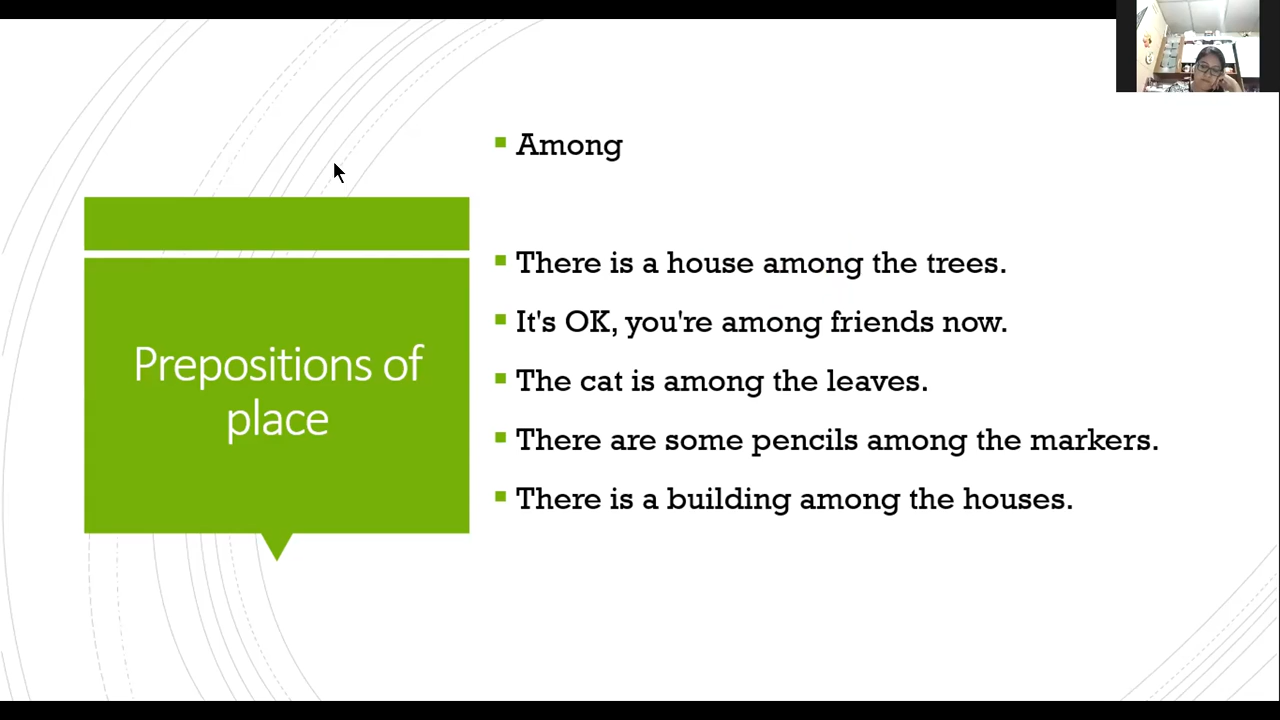 Prepositions of
place
Among
There is a house among the trees.
It's OK, you're among friends now.
The cat is among the leaves.
There are some pencils among the markers.
There is a building among the houses.